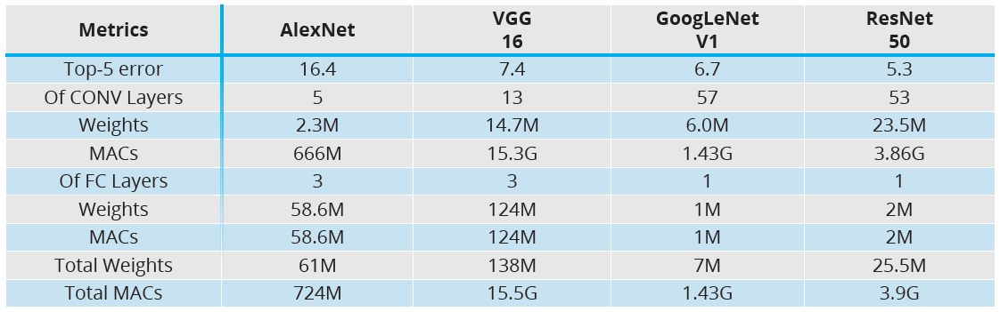 Metrics AlexNet VGG 16 GoogLeNet V1 ResNet 50
Top-5 error 16.4 7.4 6.7 5.3
Of CONV Layers 5 13 57 53
Weights 2.3M 14.7M 6.0M 23.5M
MACs 666M 15.3G 1.43G 3.86G
Of FC Layers 3 3 1 1
Weights 58.6M 124M 1M 2M
MACs 58.6M 124M 1M 2M
Total Weights 61M 138M 7M 25.5M
Total MACs 724M 15.5G 1.43G 3.9G